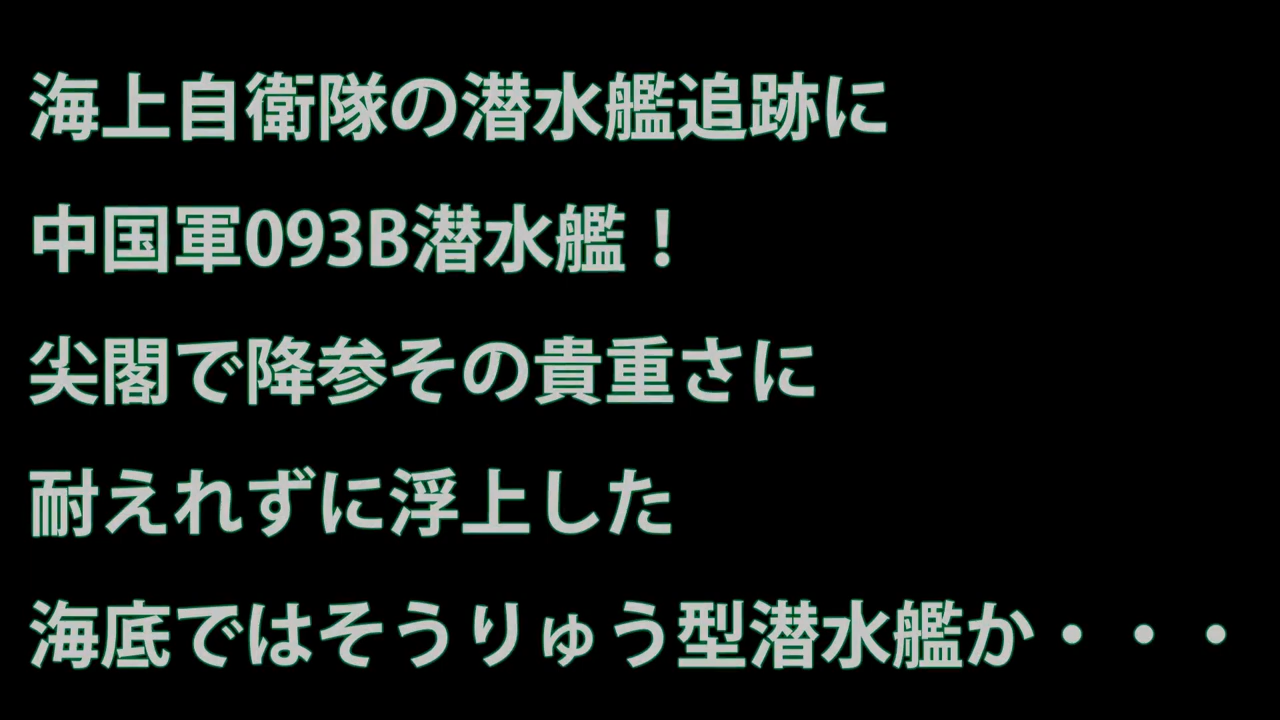 海上自衛隊の潜水艦追跡に
中国軍093B潜水艦！
尖閣で降参その貴重さに
耐えれずに浮上した
海底ではそうりゅう型潜水艦か・・・